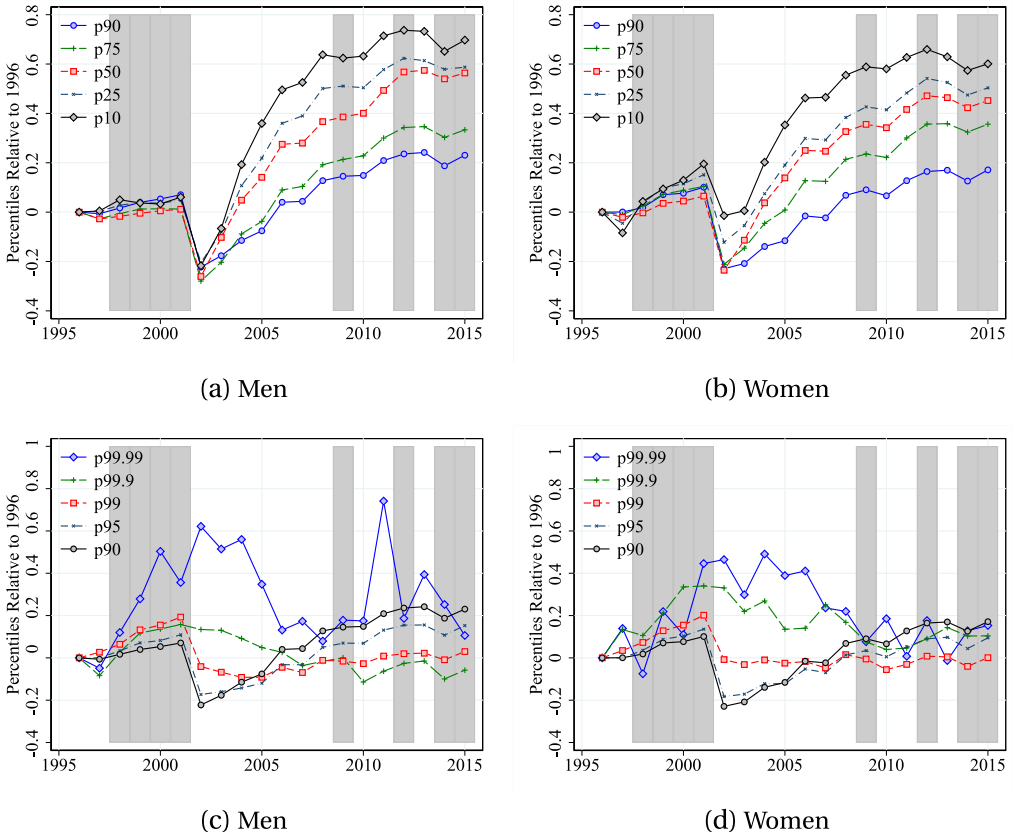 Percentiles Relative to 1996
0.8
0.6
0.4
0.2
0
-0.2
-0.4
p90
p75
p50
p25
p10
1995 2000 2005 2010 2015
(a) Men
Percentiles Relative to 1996
0.8
0.6
0.4
0.2
0
-0.2
-0.4
p90
p75
p50
p25
p10
1995 2000 2005 2010 2015
(b) Women
Percentiles Relative to 1996
1
0.8
0.6
0.4
0.2
0
-0.2
-0.4
p99.99
p99.9
p99
p95
p90
1995 2000 2005 2010 2015
(c) Men
Percentiles Relative to 1996
1
0.8
0.6
0.4
0.2
0
-0.2
-0.4
p99.99
p99.9
p99
p95
p90
1995 2000 2005 2010 2015
(d) Women